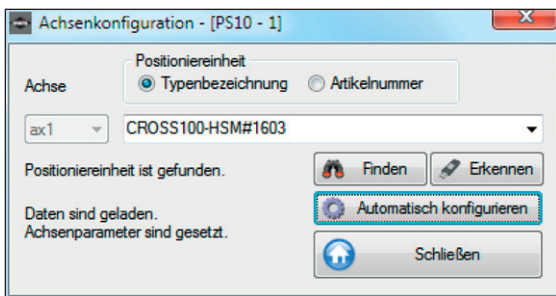 Achsenkonfiguration - [PS10 - 1]
Positioniereinheit
Achse
Typenbezeichnung
Artikelnummer
ax1
CROSS100-HSM#1603
Positioniereinheit ist gefunden.
Finden
Erkennen
Daten sind geladen.
Achsenparameter sind gesetzt.
Automatisch konfigurieren
Schließen